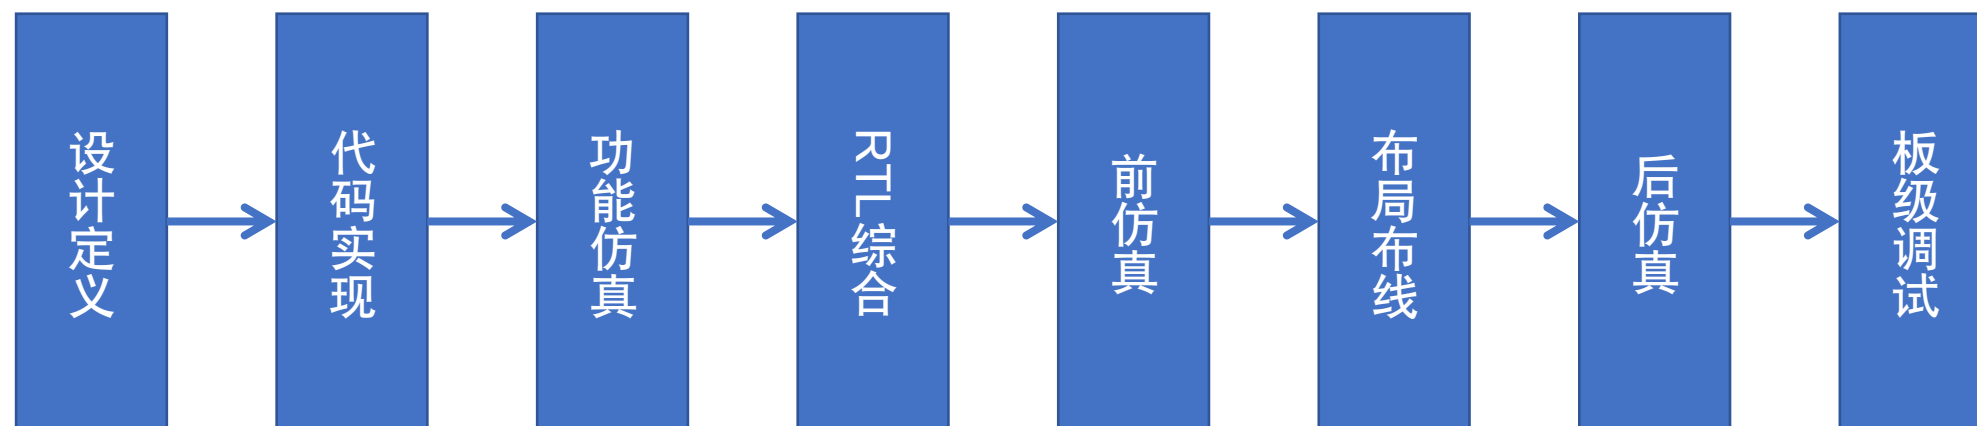 设计定义
代码实现
功能仿真
RTL综合
前仿真
布局布线
后仿真
板级调试